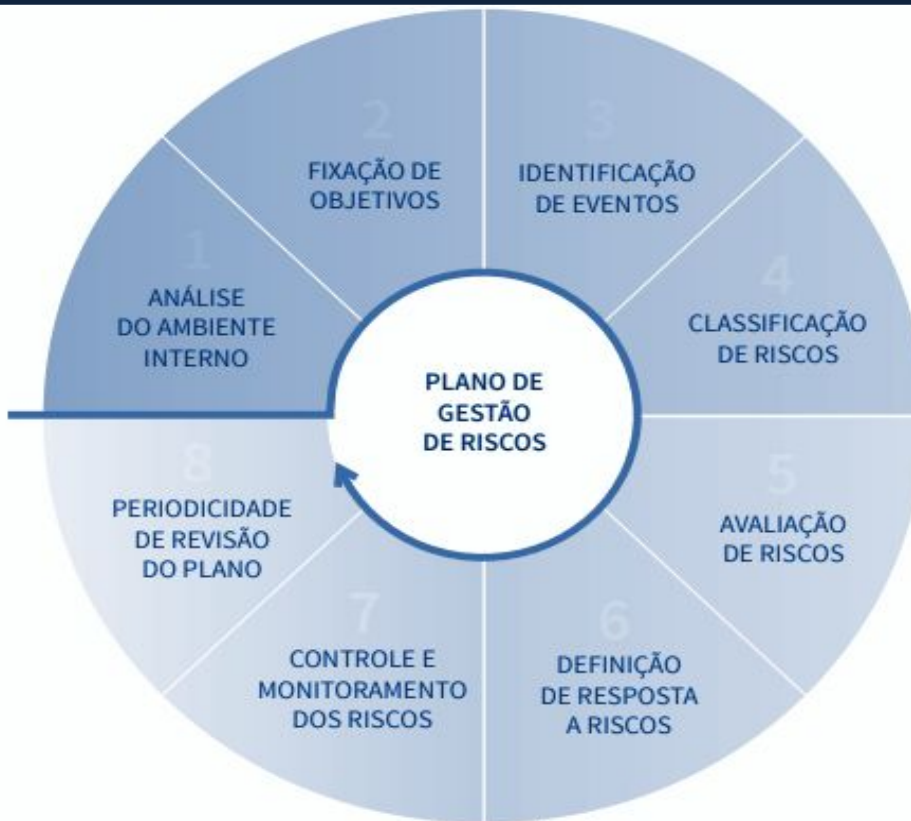 1
ANÁLISE
DO AMBIENTE
INTERNO
2
FIXAÇÃO DE
OBJETIVOS
3
IDENTIFICAÇÃO
DE EVENTOS
4
CLASSIFICAÇÃO
DE RISCOS
5
AVALIAÇÃO
DE RISCOS
6
DEFINIÇÃO
DE RESPOSTA
A RISCOS
7
CONTROLE E
MONITORAMENTO
DOS RISCOS
8
PERIODICIDADE
DE REVISÃO
DO PLANO
PLANO DE
GESTÃO
DE RISCOS